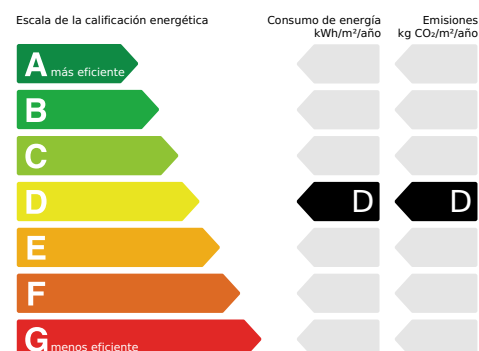 Escala de la calificación energética
Consumo de energía
kWh/m²/año
Emisiones
kg CO₂/m²/año
A más eficiente
B
C
D D D
E
F
G menos eficiente